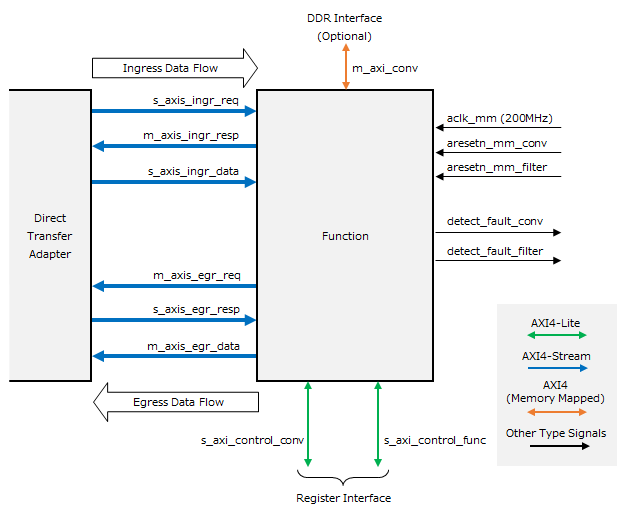 DDR Interface
(Optional)
Ingress Data Flow
m_axi_conv
s_axis_ingr_req
m_axis_ingr_resp
s_axis_ingr_data
aclk_mm (200MHz)
aresetn_mm_conv
aresetn_mm_filter
Direct
Transfer
Adapter
Function
detect_fault_conv
detect_fault_filter
m_axis_egr_req
s_axis_egr_resp
m_axis_egr_data
Egress Data Flow
s_axi_control_conv
s_axi_control_func
Register Interface
AXI4-Lite
AXI4-Stream
AXI4
(Memory Mapped)
Other Type Signals